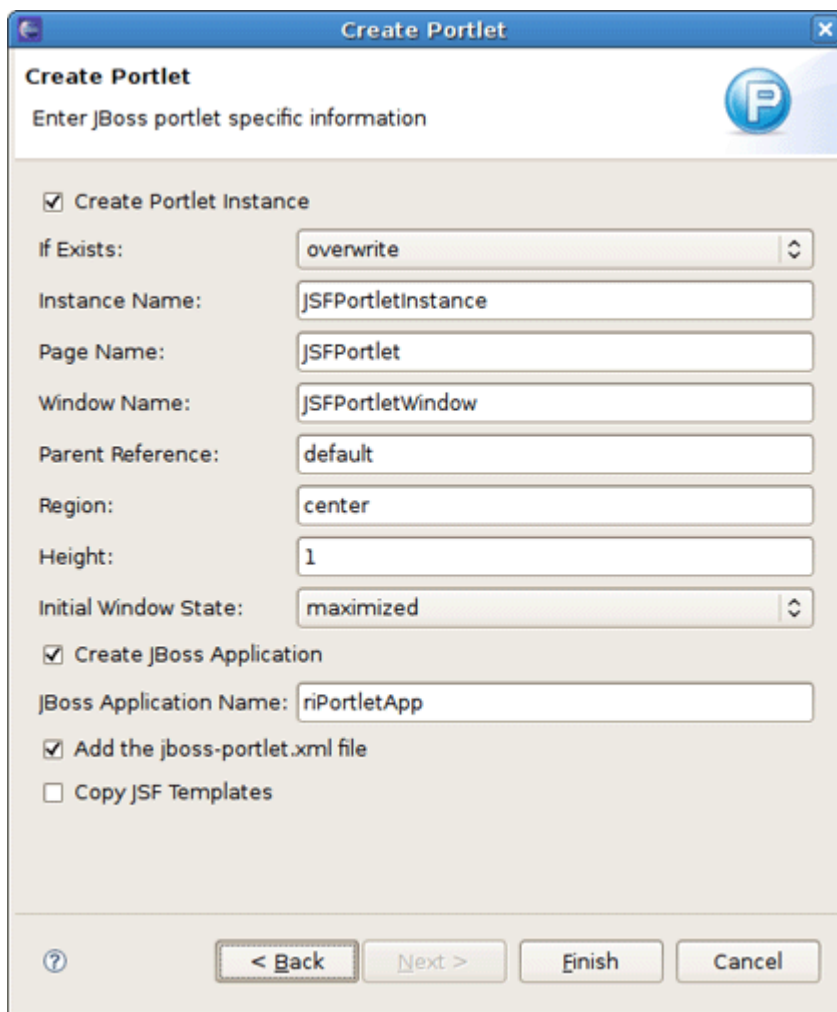 Create Portlet
Create Portlet
Enter JBoss portlet specific information
P
Create Portlet Instance
If Exists: overwrite
Instance Name: JSFPortletInstance
Page Name: JSFPortlet
Window Name: JSFPortletWindow
Parent Reference: default
Region: center
Height: 1
Initial Window State: maximized
Create JBoss Application
JBoss Application Name: riPortletApp
Add the jboss-portlet.xml file
Copy JSF Templates
? < Back Next > Finish Cancel